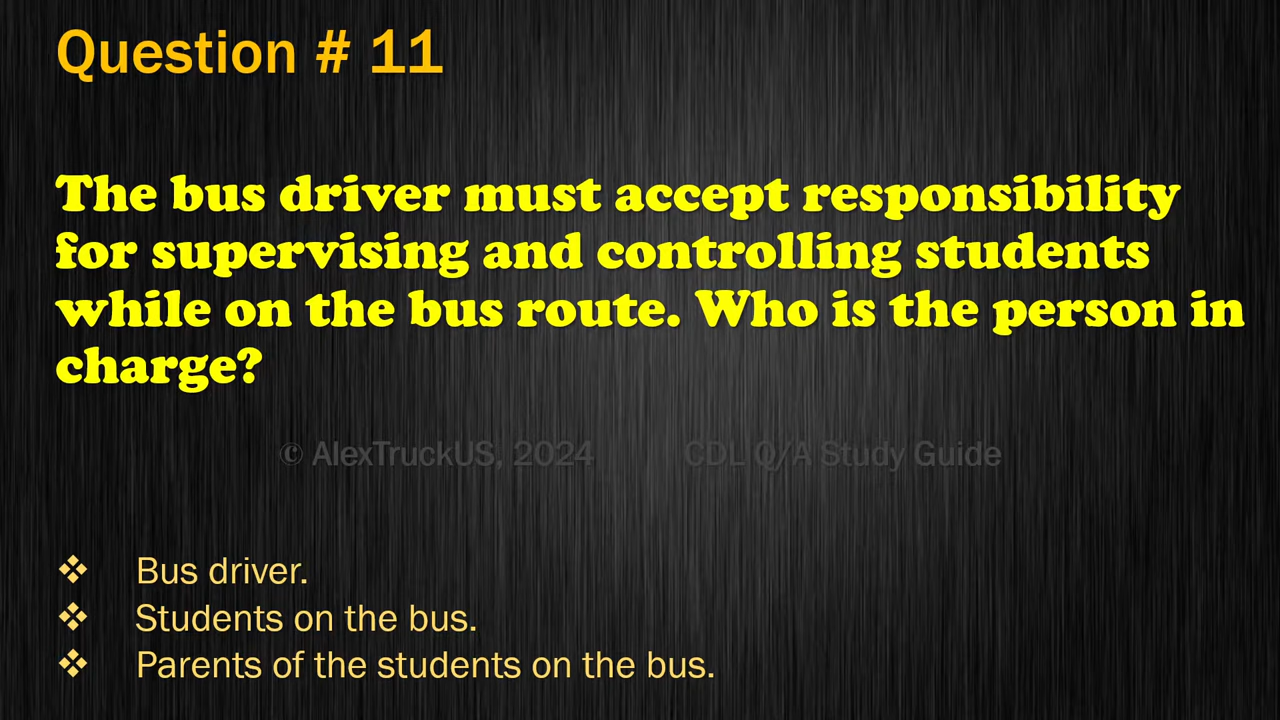 Question # 11
The bus driver must accept responsibility
for supervising and controlling students
while on the bus route. Who is the person in
charge?
© AlexTruckUS, 2024 CDL Q/A Study Guide
❖ Bus driver.
❖ Students on the bus.
❖ Parents of the students on the bus.